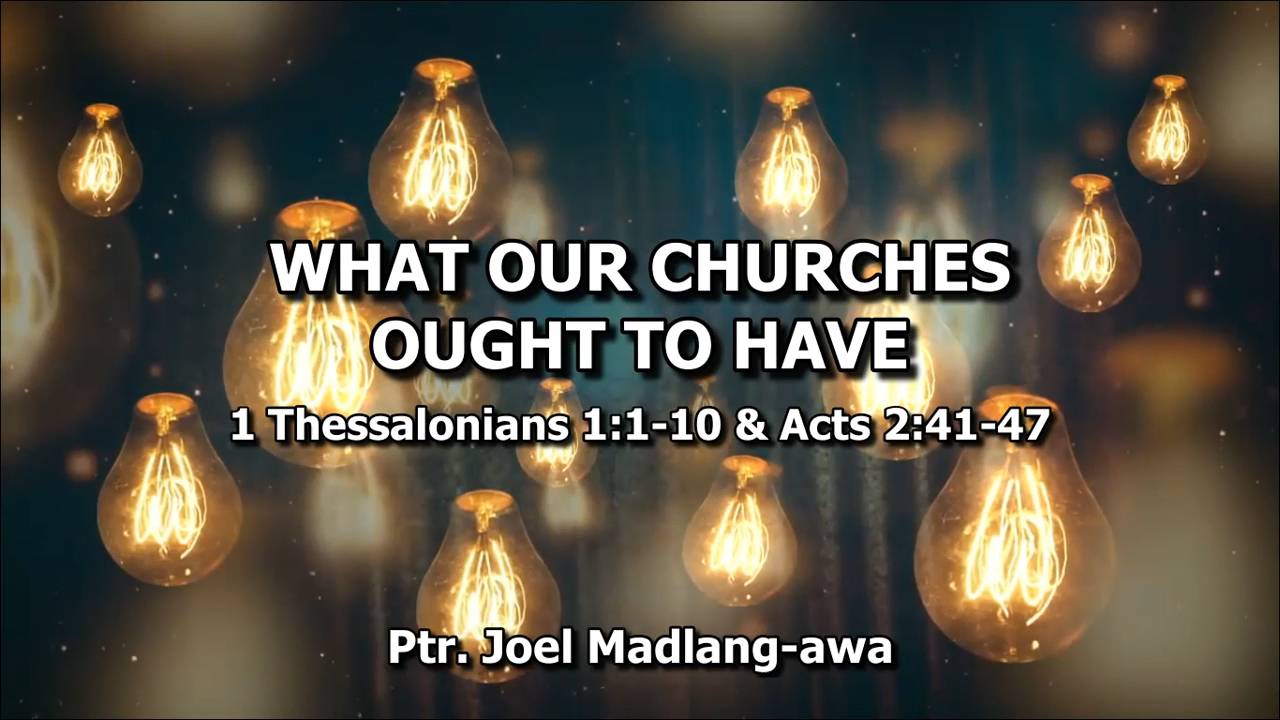 WHAT OUR CHURCHES
OUGHT TO HAVE
1 Thessalonians 1:1-10 & Acts 2:41-47
Ptr. Joel Madlang-awa